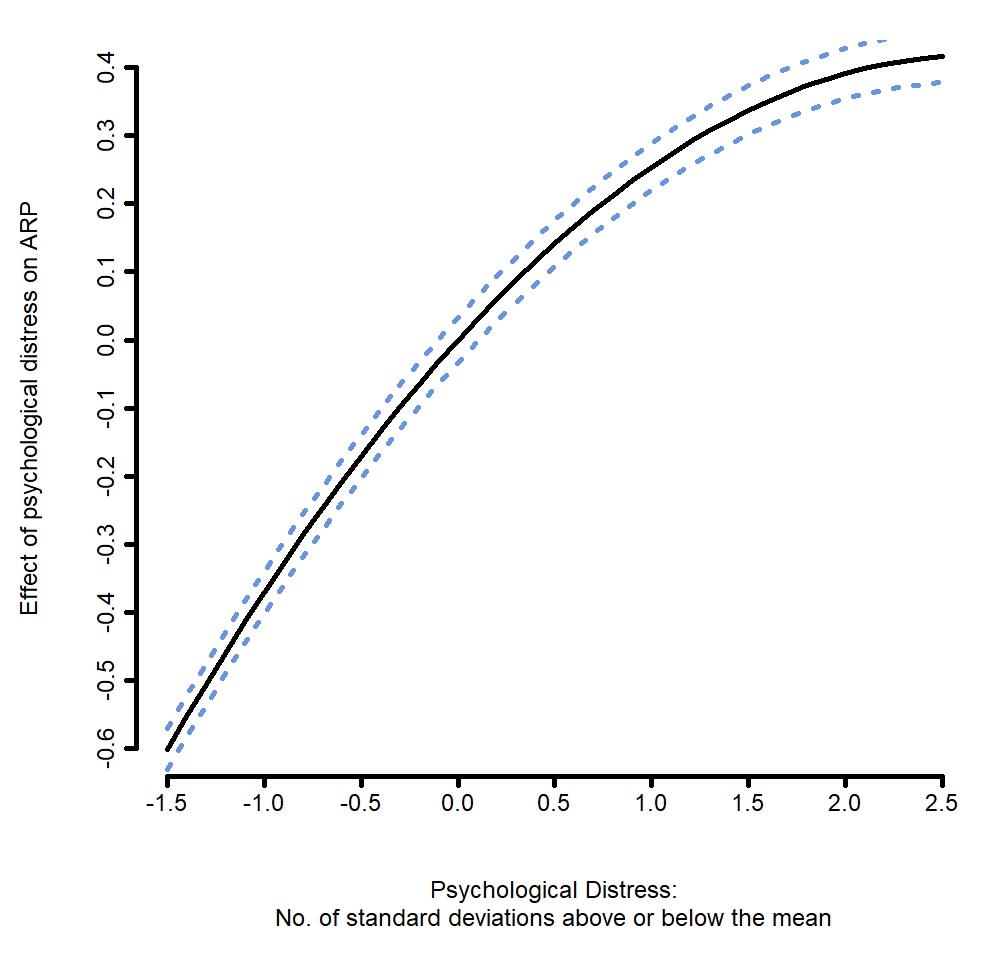 Effect of psychological distress on ARP
0.4
0.3
0.2
0.1
0.0
-0.1
-0.2
-0.3
-0.4
-0.5
-0.6
-1.5 -1.0 -0.5 0.0 0.5 1.0 1.5 2.0 2.5
Psychological Distress:
No. of standard deviations above or below the mean